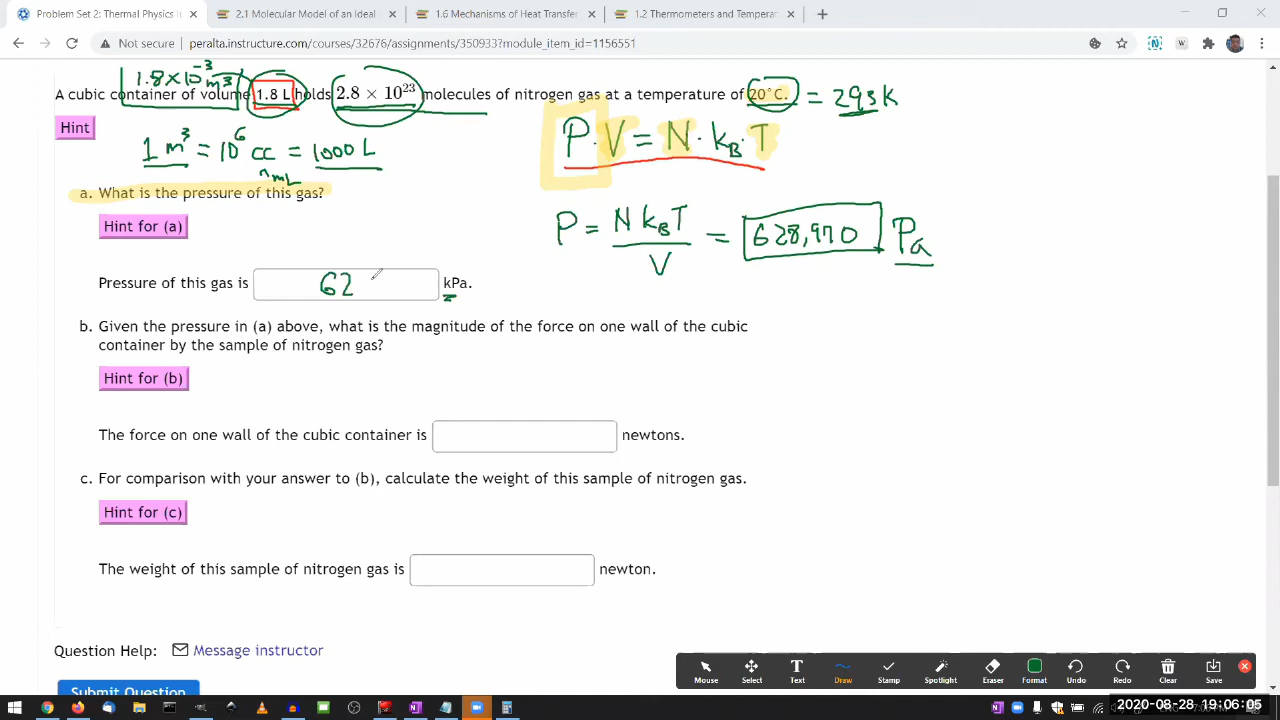 Problem Set 2: Thermal Physics I
2.1 Molecular Model of an Ideal
1.6 Mechanisms of Heat Transfer
1.2 Thermometers and Temperat
Not secure | peralta.instructure.com/courses/32676/assignments/350933?module_item_id=1156551
1.8×10⁻³ m³
A cubic container of volume 1.8 L holds 2.8 × 10²³ molecules of nitrogen gas at a temperature of 20°C. = 293K
Hint
P·V = N·k_B·T
1 m³ = 10⁶ cc = 1000 L
mL
a. What is the pressure of this gas?
Hint for (a)
P = N k_B T / V = 628,970 Pa
Pressure of this gas is 62 kPa.
b. Given the pressure in (a) above, what is the magnitude of the force on one wall of the cubic
container by the sample of nitrogen gas?
Hint for (b)
The force on one wall of the cubic container is newtons.
c. For comparison with your answer to (b), calculate the weight of this sample of nitrogen gas.
Hint for (c)
The weight of this sample of nitrogen gas is newton.
Question Help: Message instructor
Submit Question
Mouse Select Text Draw Stamp Spotlight Eraser Format Undo Redo Clear Save
2020-08-28 19:06:05